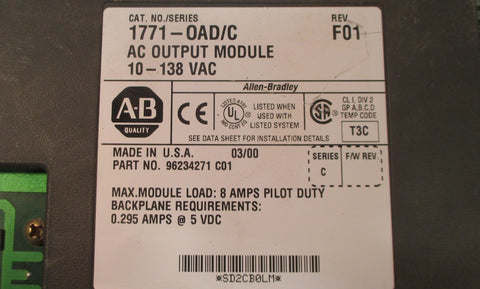 CAT. NO./SERIES REV.
1771-OAD/C F01
AC OUTPUT MODULE
10-138 VAC
Allen-Bradley
A-B
QUALITY
CE
UL
LISTED WHEN
USED WITH
LISTED SYSTEM
SA
CL I, DIV 2
GP A,B,C,D
TEMP CODE
T3C
SEE DATA SHEET FOR INSTALLATION DETAILS
MADE IN U.S.A. 03/00
PART NO. 96234271 C01
SERIES F/W REV.
C
MAX.MODULE LOAD: 8 AMPS PILOT DUTY
BACKPLANE REQUIREMENTS:
0.295 AMPS @ 5 VDC
*SD2CB0LM*